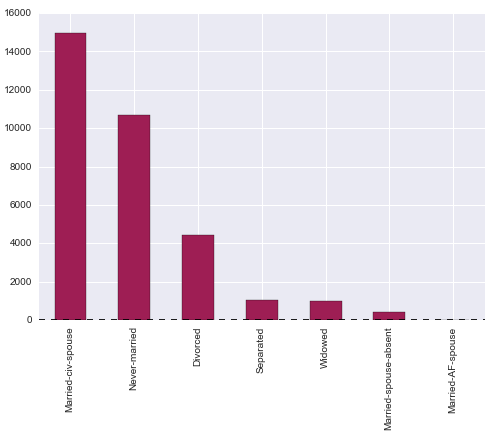 16000
14000
12000
10000
8000
6000
4000
2000
0
Married-civ-spouse
Never-married
Divorced
Separated
Widowed
Married-spouse-absent
Married-AF-spouse